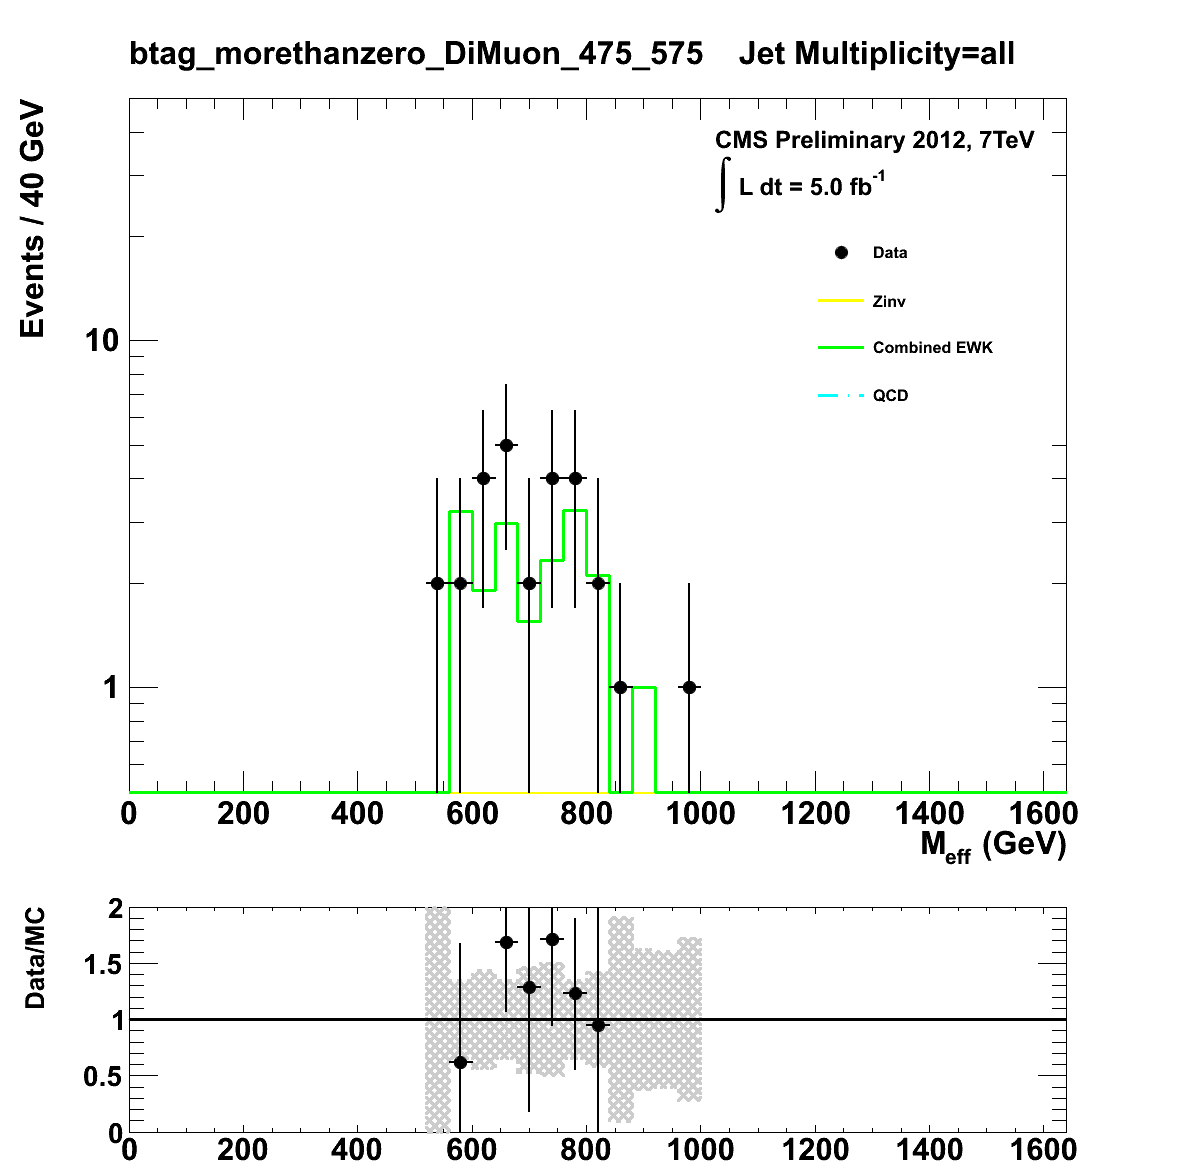 btag_morethanzero_DiMuon_475_575 Jet Multiplicity=all
Events / 40 GeV
CMS Preliminary 2012, 7TeV
∫ L dt = 5.0 fb-1
Data
Zinv
Combined EWK
QCD
10
1
0 200 400 600 800 1000 1200 1400 1600
Meff (GeV)
Data/MC
2
1.5
1
0.5
0
0 200 400 600 800 1000 1200 1400 1600